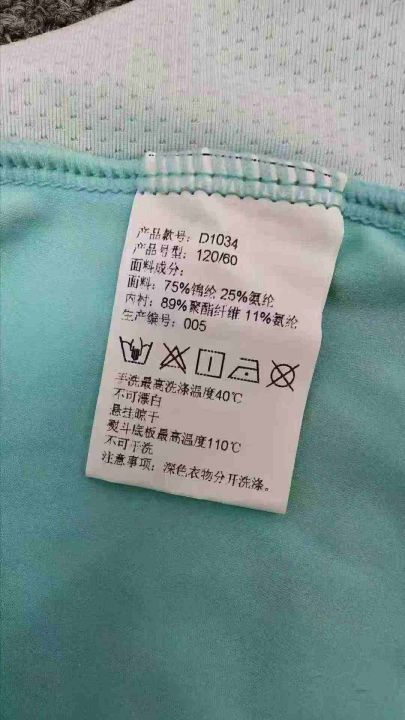 产品款号：D1034
产品号型：120/60
面料成分：
面料：75%锦纶 25%氨纶
内衬：89%聚酯纤维 11%氨纶
生产编号：005
手洗最高洗涤温度40℃
不可漂白
悬挂晾干
熨斗底板最高温度110℃
不可干洗
注意事项：深色衣物分开洗涤。